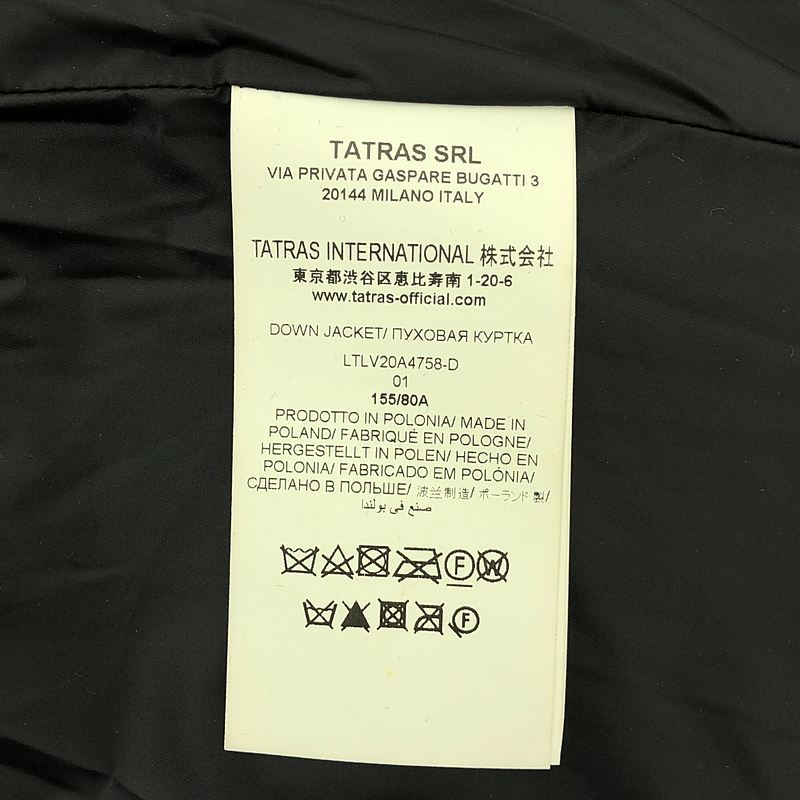 TATRAS SRL
VIA PRIVATA GASPARE BUGATTI 3
20144 MILANO ITALY
TATRAS INTERNATIONAL 株式会社
東京都渋谷区恵比寿南 1-20-6
www.tatras-official.com
DOWN JACKET/ ПУХОВАЯ КУРТКА
LTLV20A4758-D
01
155/80A
PRODOTTO IN POLONIA/ MADE IN
POLAND/ FABRIQUÉ EN POLOGNE/
HERGESTELLT IN POLEN/ HECHO EN
POLONIA/ FABRICADO EM POLÓNIA/
СДЕЛАНО В ПОЛЬШЕ/ 波兰制造/ ポーランド 製/
صنع في بولندا
F W
F